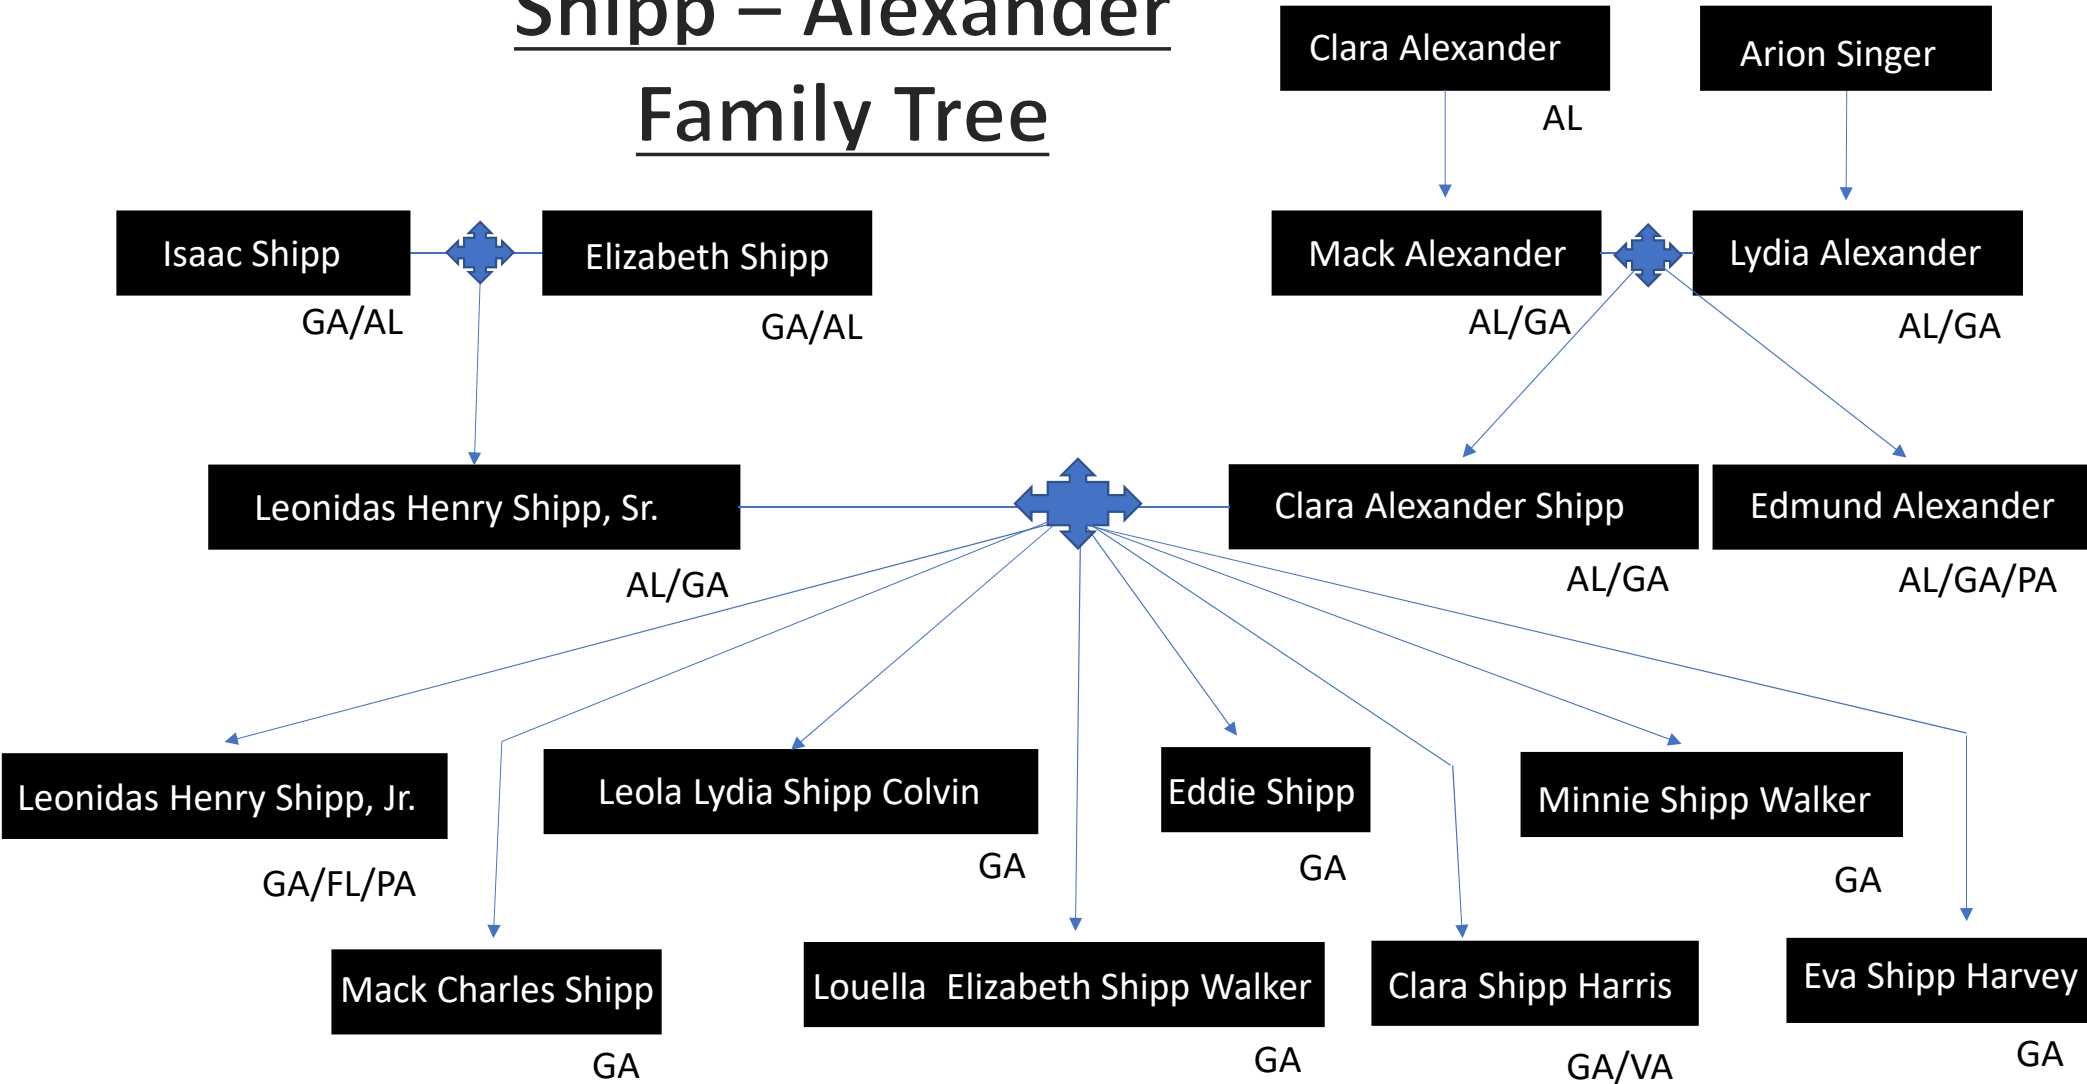 Shipp – Alexander
Family Tree
Clara Alexander
Arion Singer
AL
Isaac Shipp
Elizabeth Shipp
Mack Alexander
Lydia Alexander
GA/AL
GA/AL
AL/GA
AL/GA
Leonidas Henry Shipp, Sr.
Clara Alexander Shipp
Edmund Alexander
AL/GA
AL/GA
AL/GA/PA
Leonidas Henry Shipp, Jr.
Leola Lydia Shipp Colvin
Eddie Shipp
Minnie Shipp Walker
GA/FL/PA
GA
GA
GA
Mack Charles Shipp
Louella  Elizabeth Shipp Walker
Clara Shipp Harris
Eva Shipp Harvey
GA
GA
GA/VA
GA